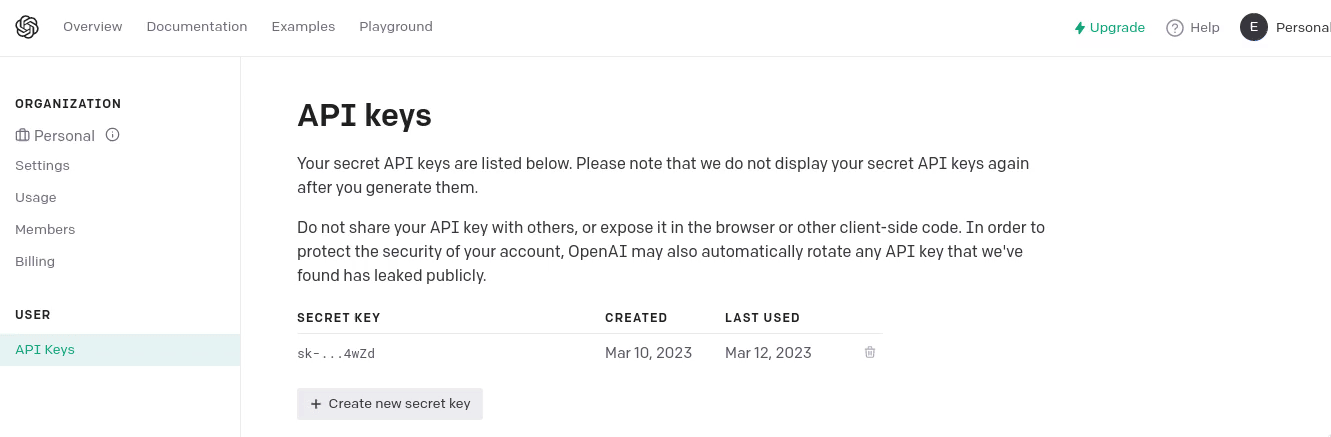 Overview Documentation Examples Playground Upgrade Help E Personal
ORGANIZATION
Personal
Settings
Usage
Members
Billing
USER
API Keys
API keys
Your secret API keys are listed below. Please note that we do not display your secret API keys again
after you generate them.
Do not share your API key with others, or expose it in the browser or other client-side code. In order to
protect the security of your account, OpenAI may also automatically rotate any API key that we've
found has leaked publicly.
SECRET KEY CREATED LAST USED
sk-...4wZd Mar 10, 2023 Mar 12, 2023
+ Create new secret key